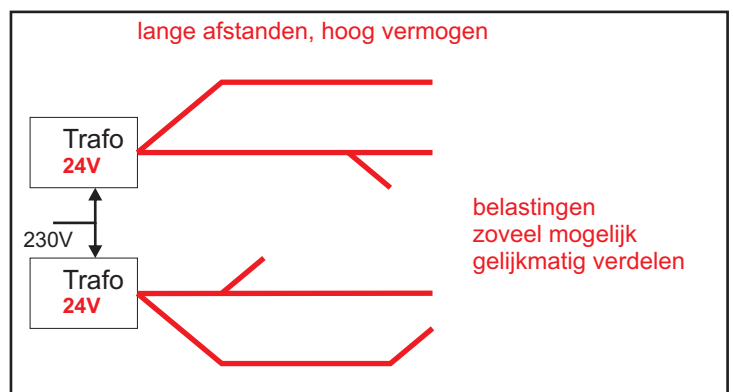 lange afstanden, hoog vermogen
Trafo
24V
230V
Trafo
24V
belastingen
zoveel mogelijk
gelijkmatig verdelen